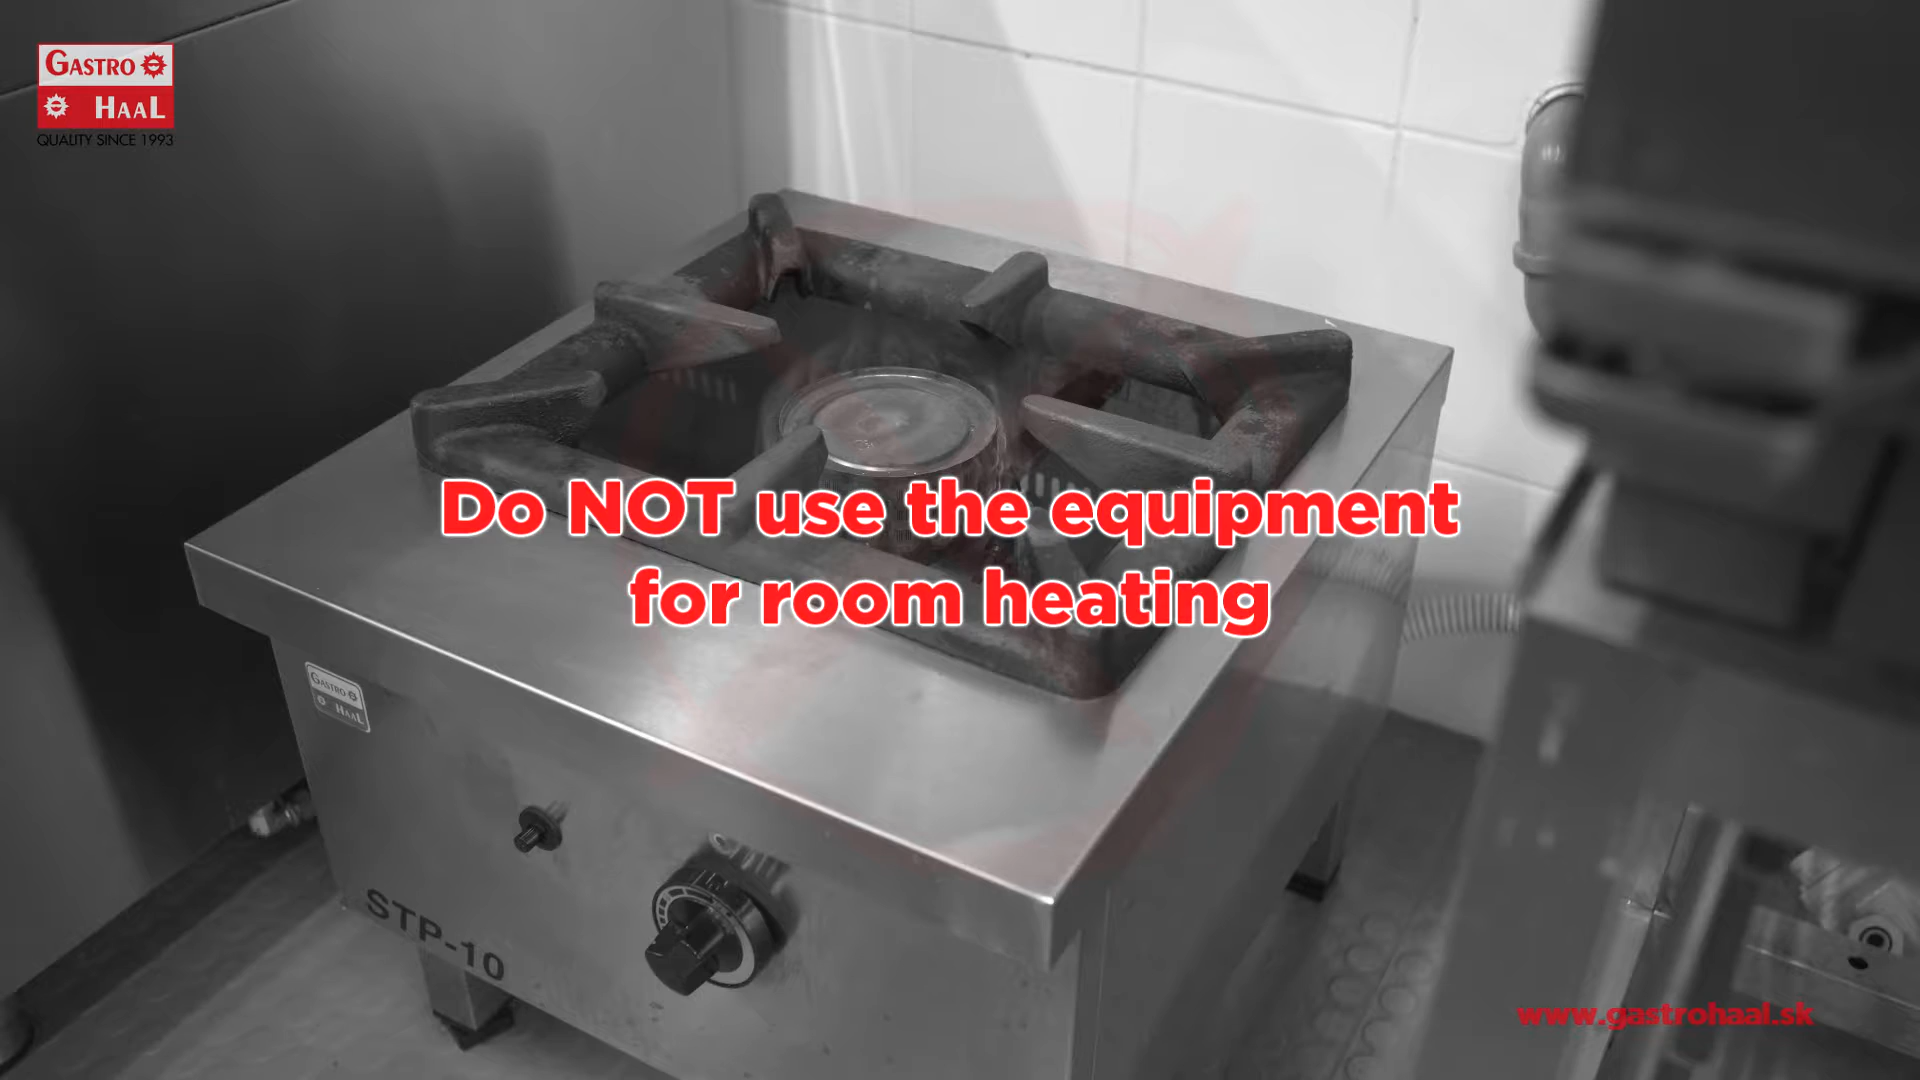 GASTRO
HAAL
QUALITY SINCE 1993
Do NOT use the equipment
for room heating
GASTRO
HAAL
STP-10
www.gastrohaal.sk